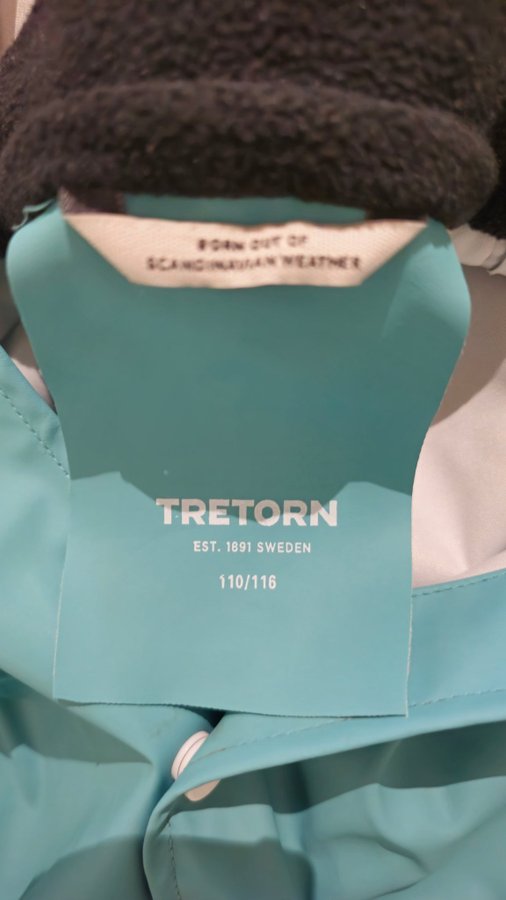 BORN OUT OF
SCANDINAVIAN WEATHER
TRETORN
EST. 1891 SWEDEN
110/116